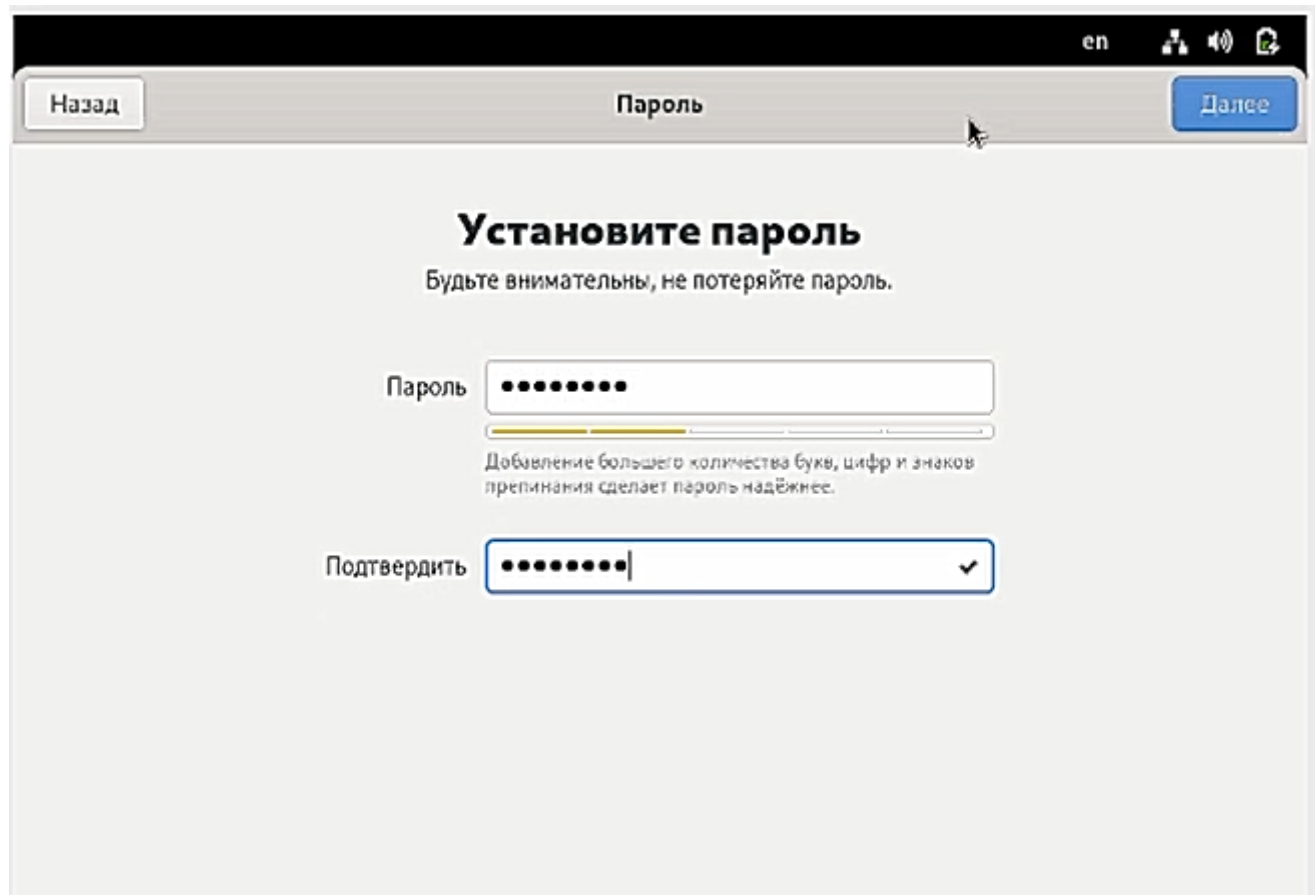 en
Назад
Пароль
Далее
Установите пароль
Будьте внимательны, не потеряйте пароль.
Пароль
Добавление большего количества букв, цифр и знаков
препинания сделает пароль надёжнее.
Подтвердить